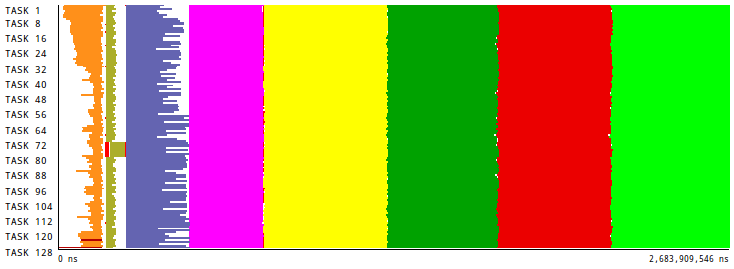 TASK 1
TASK 8
TASK 16
TASK 24
TASK 32
TASK 40
TASK 48
TASK 56
TASK 64
TASK 72
TASK 80
TASK 88
TASK 96
TASK 104
TASK 112
TASK 120
TASK 128
0 ns 2,683,909,546 ns